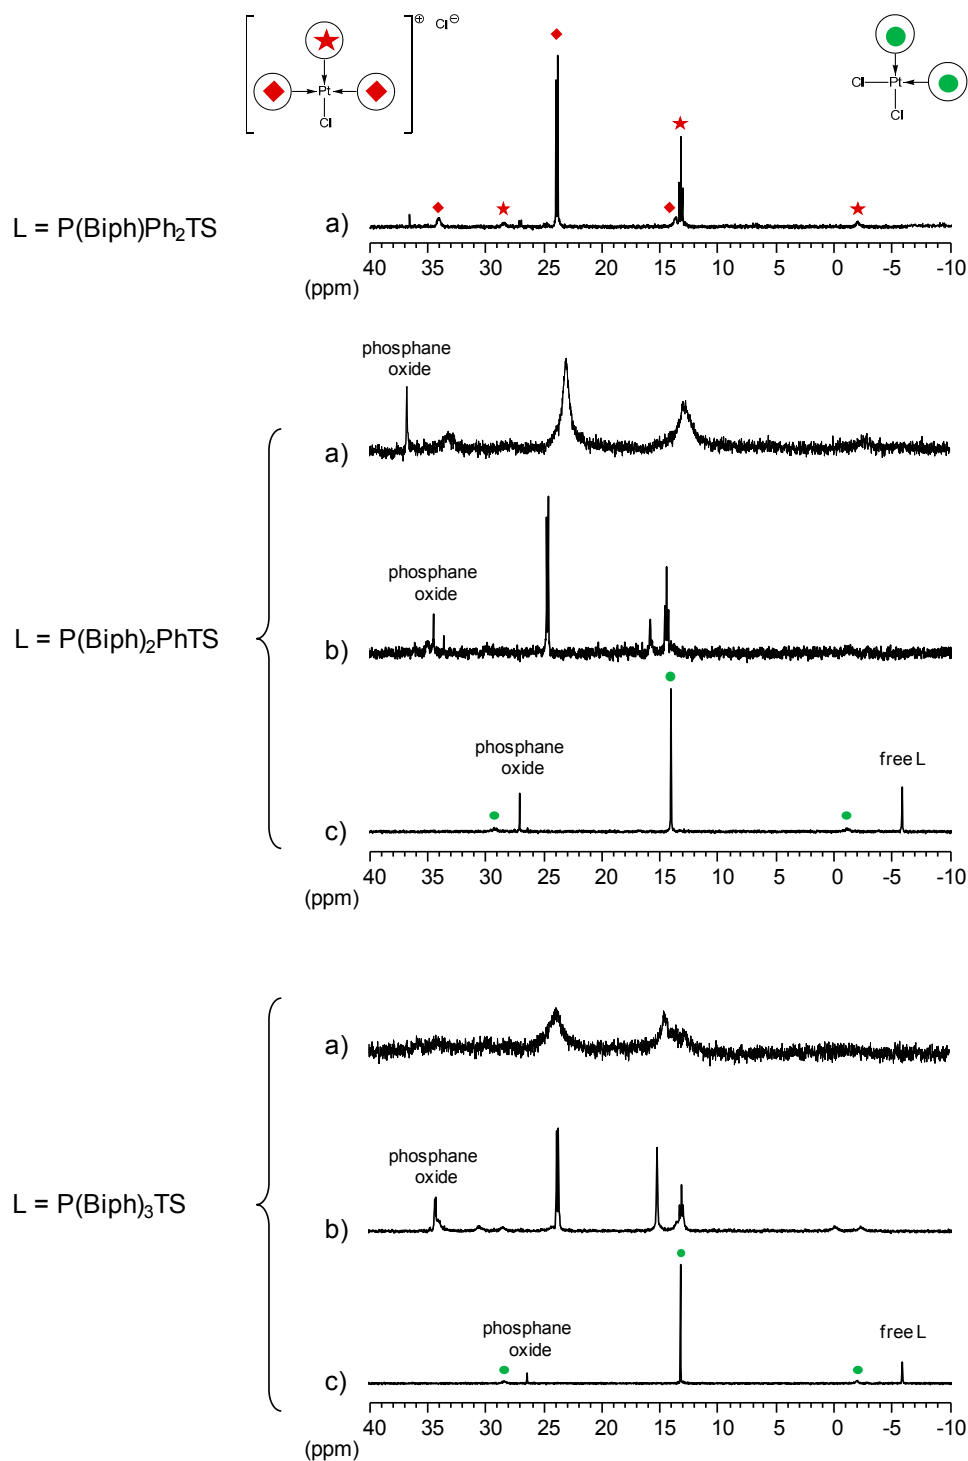 ⊕ Cl⊖
Pt
Cl
Cl
Pt
Cl
L = P(Biph)Ph₂TS
a)
40 35 30 25 20 15 10 5 0 -5 -10
(ppm)
phosphane
oxide
a)
phosphane
oxide
L = P(Biph)₂PhTS
b)
phosphane
oxide
free L
c)
40 35 30 25 20 15 10 5 0 -5 -10
(ppm)
a)
phosphane
oxide
L = P(Biph)₃TS
b)
phosphane
oxide
free L
c)
40 35 30 25 20 15 10 5 0 -5 -10
(ppm)